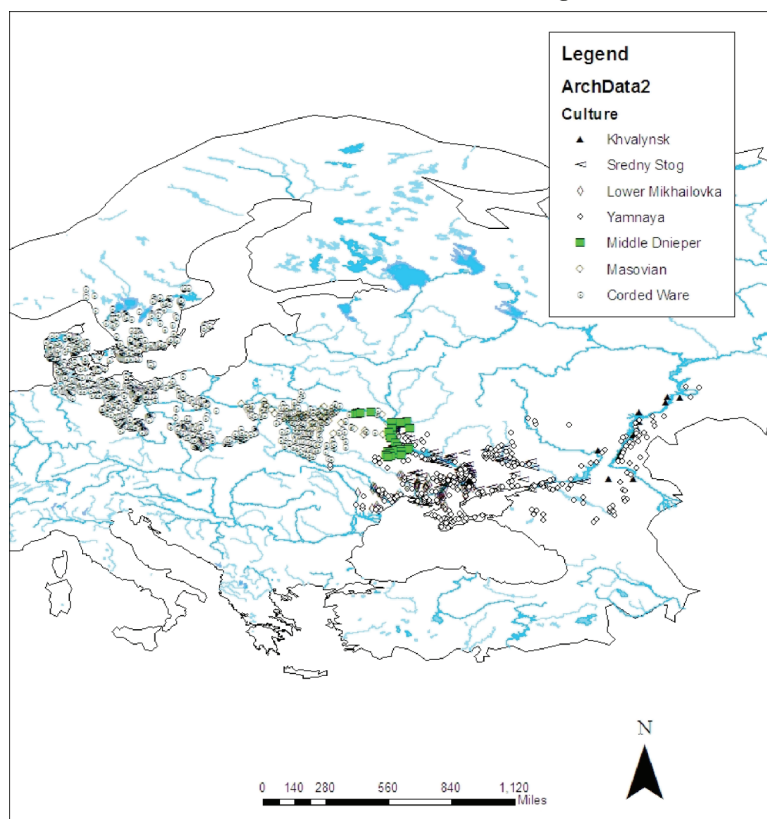 Legend
ArchData2
Culture
Khvalynsk
Sredny Stog
Lower Mikhailovka
Yamnaya
Middle Dnieper
Masovian
Corded Ware
N
0 140 280 560 840 1,120
Miles